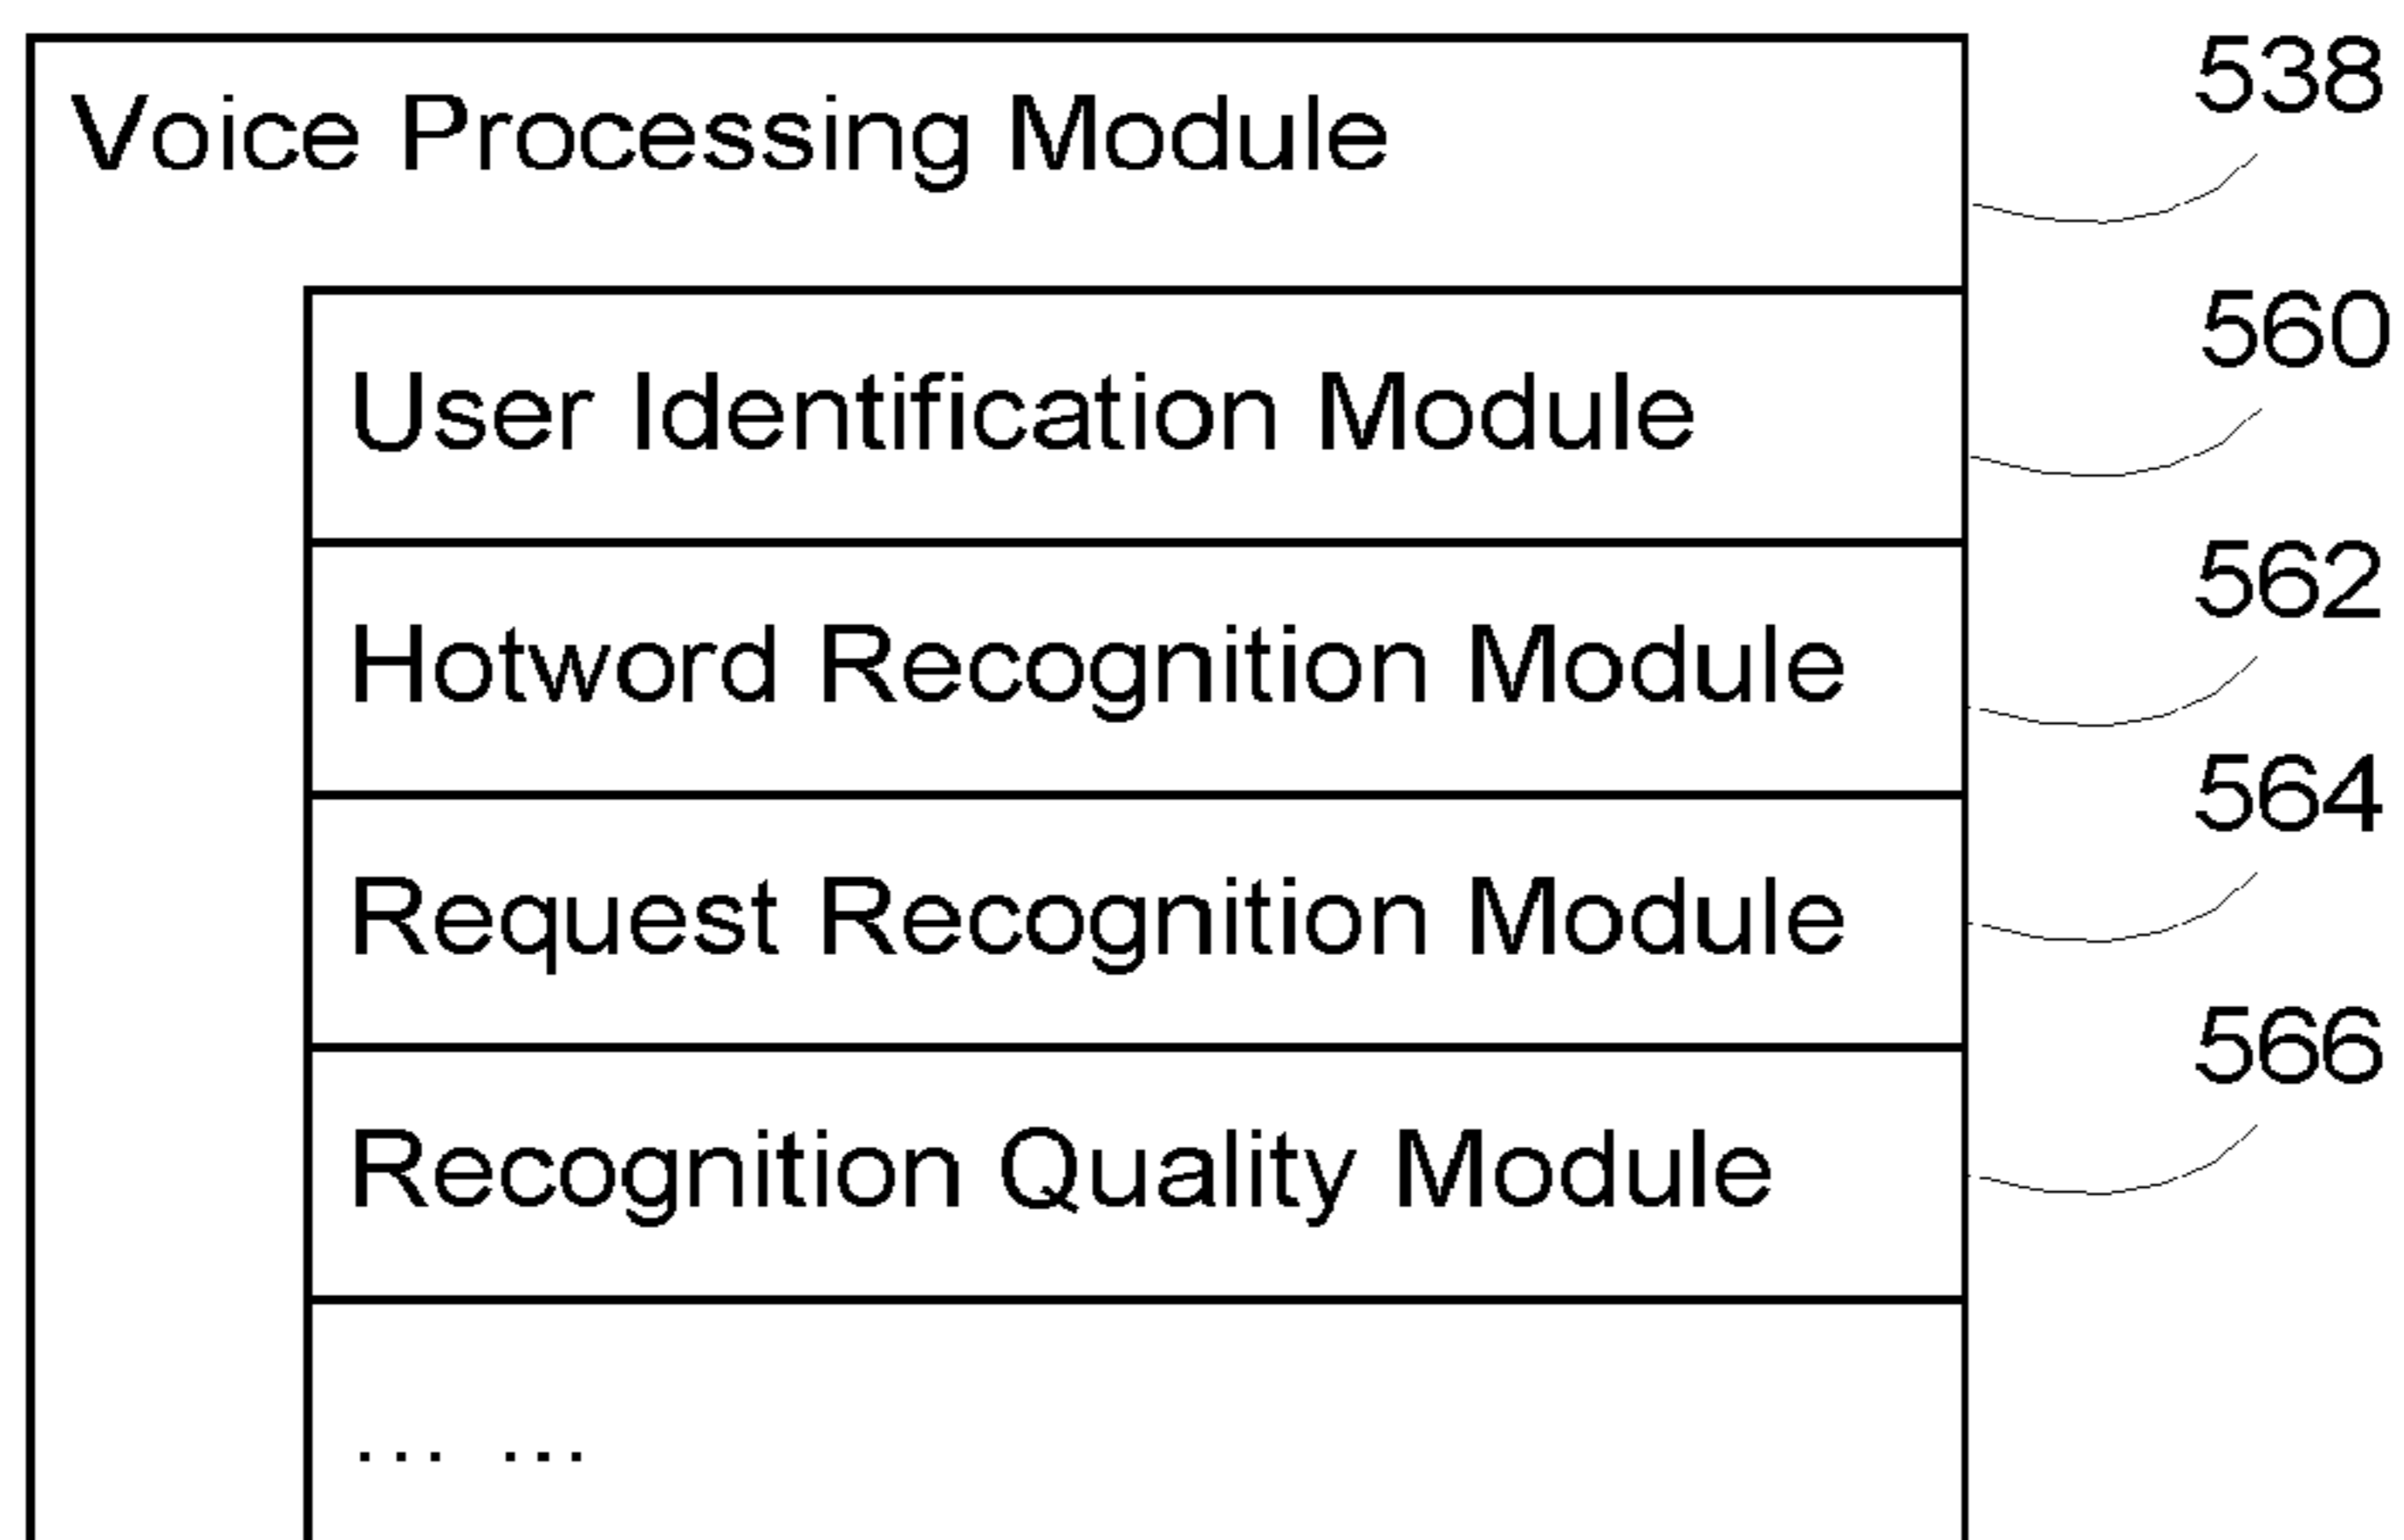 Voice Processing Module
538
User Identification Module
560
Hotword Recognition Module
562
Request Recognition Module
564
Recognition Quality Module
566
... ...